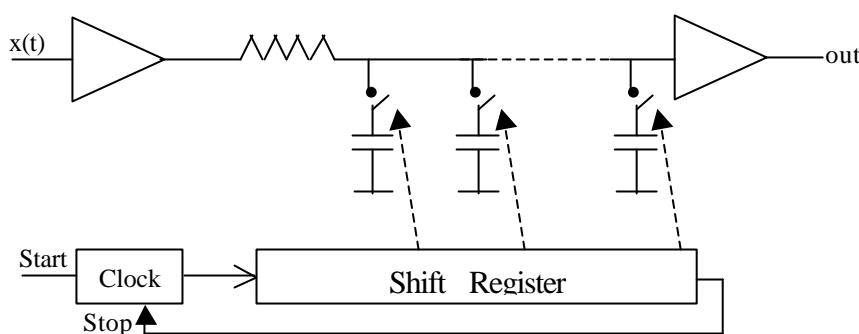 x(t)
out
Start
Clock
Shift Register
Stop